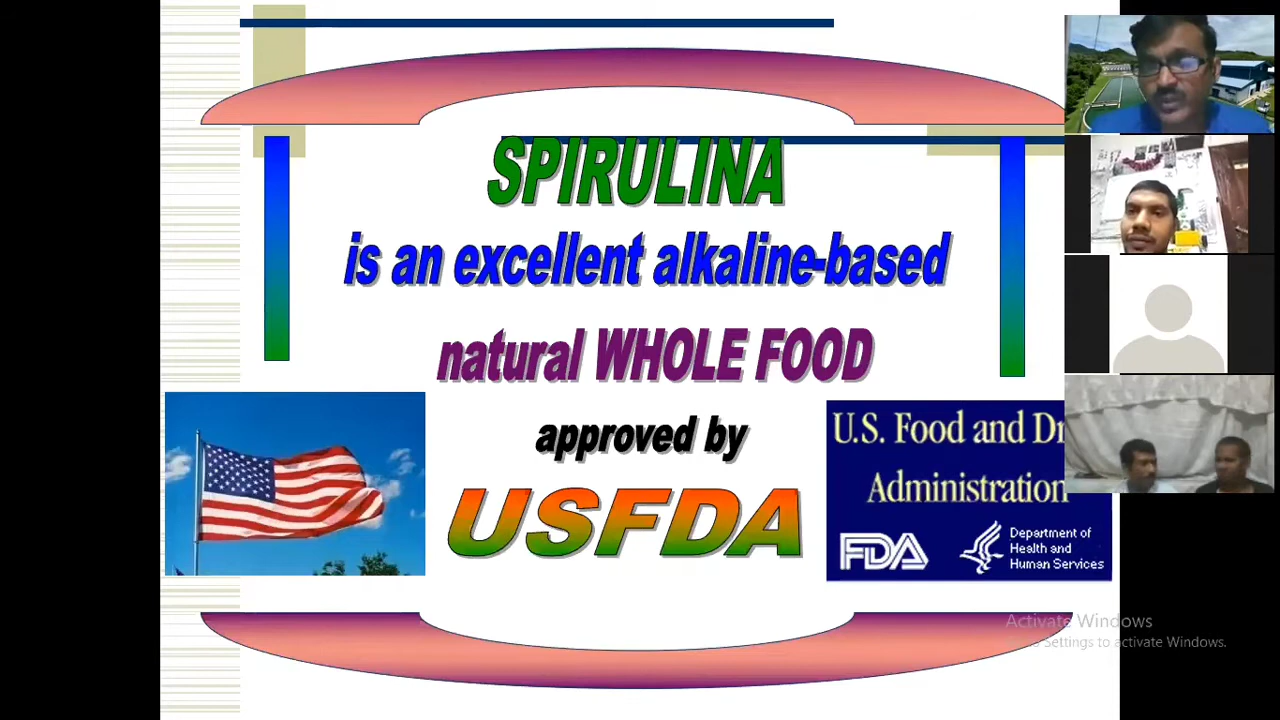 SPIRULINA
is an excellent alkaline-based
natural WHOLE FOOD
approved by
USFDA
U.S. Food and Dr
Administration
FDA
Department of
Health and
Human Services
Activate Windows
Settings to activate Windows.